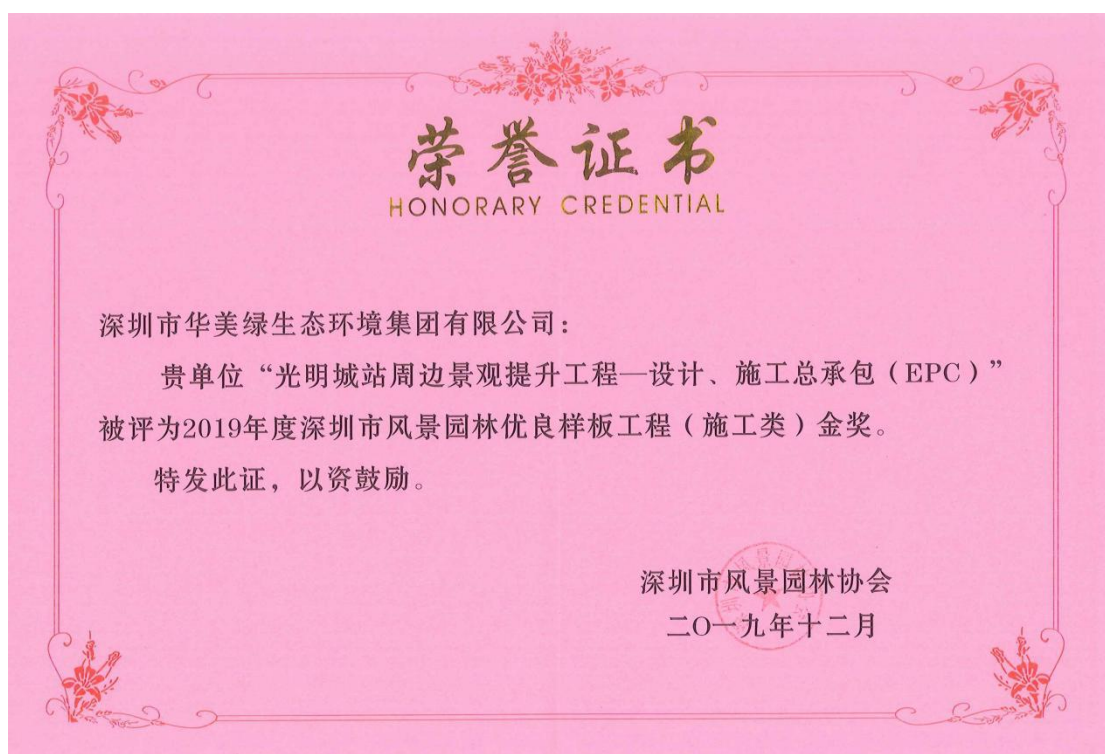 荣誉证书
HONORARY CREDENTIAL
深圳市华美绿生态环境集团有限公司：
贵单位“光明城站周边景观提升工程—设计、施工总承包（EPC）”
被评为2019年度深圳市风景园林优良样板工程（施工类）金奖。
特发此证，以资鼓励。
深圳市风景园林协会
二O一九年十二月